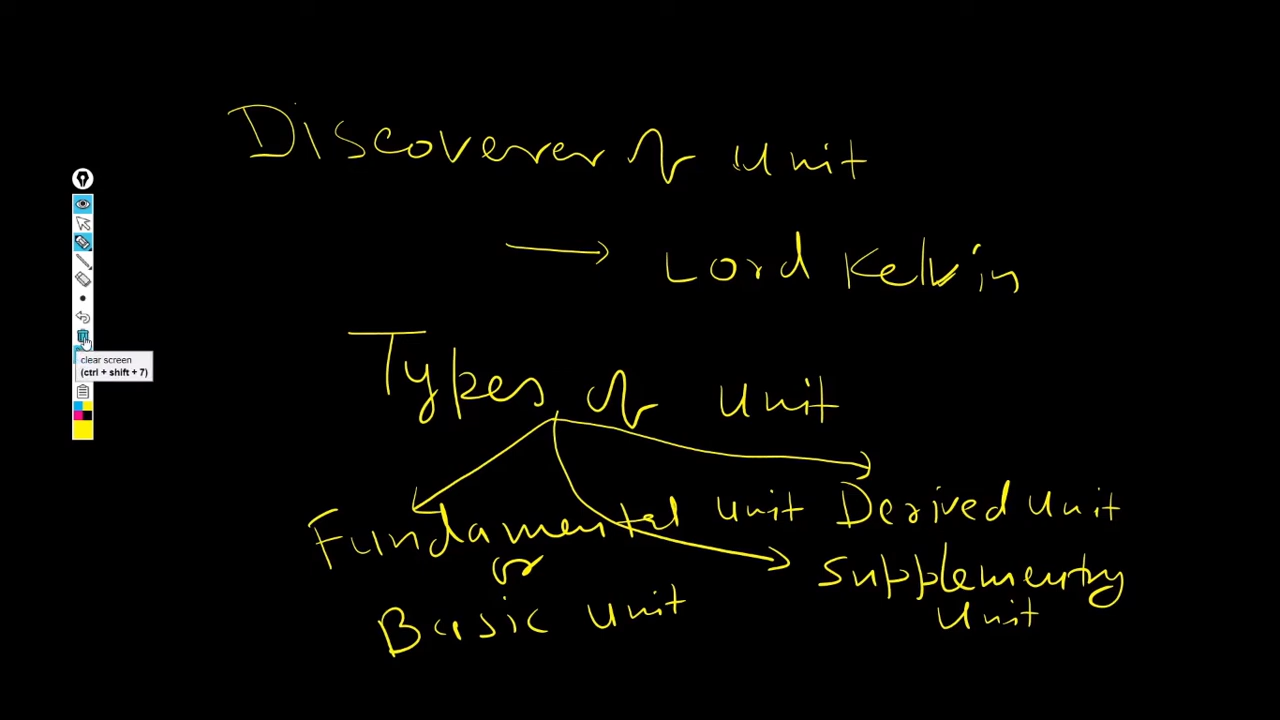 Discoverer of Unit
→ Lord Kelvin
Types of Unit
Fundamental Unit
or
Basic Unit
Derived Unit
Supplementry
Unit
clear screen
(ctrl + shift + 7)